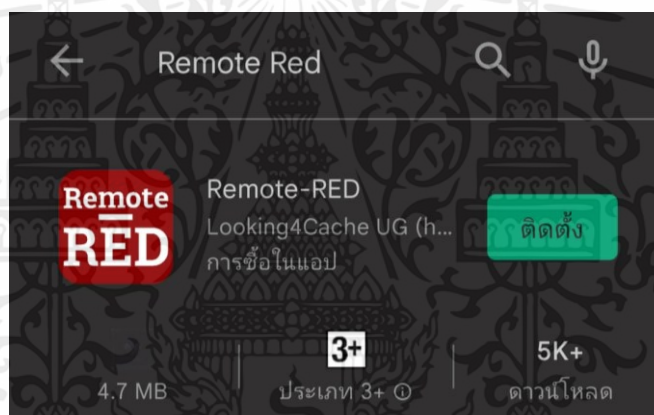 Remote Red
Remote
RED
Remote-RED
Looking4Cache UG (h...
การซื้อในแอป
ติดตั้ง
3+
5K+
4.7 MB
ประเภท 3+
ดาวน์โหลด